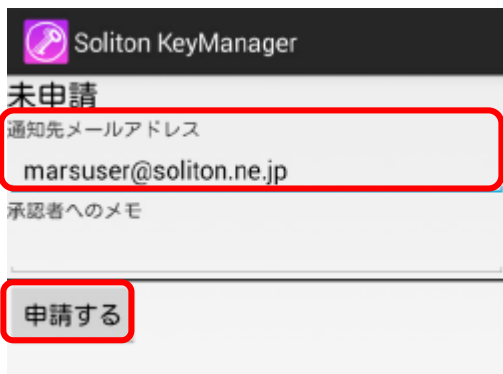 Soliton KeyManager
未申請
通知先メールアドレス
marsuser@soliton.ne.jp
承認者へのメモ
申請する